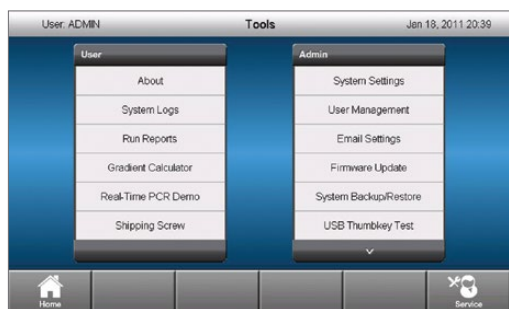 User: ADMIN
Tools
Jan 18, 2011 20:39
User
About
System Logs
Run Reports
Gradient Calculator
Real-Time PCR Demo
Shipping Screw
Admin
System Settings
User Management
Email Settings
Firmware Update
System Backup/Restore
USB Thumbkey Test
Home
Service